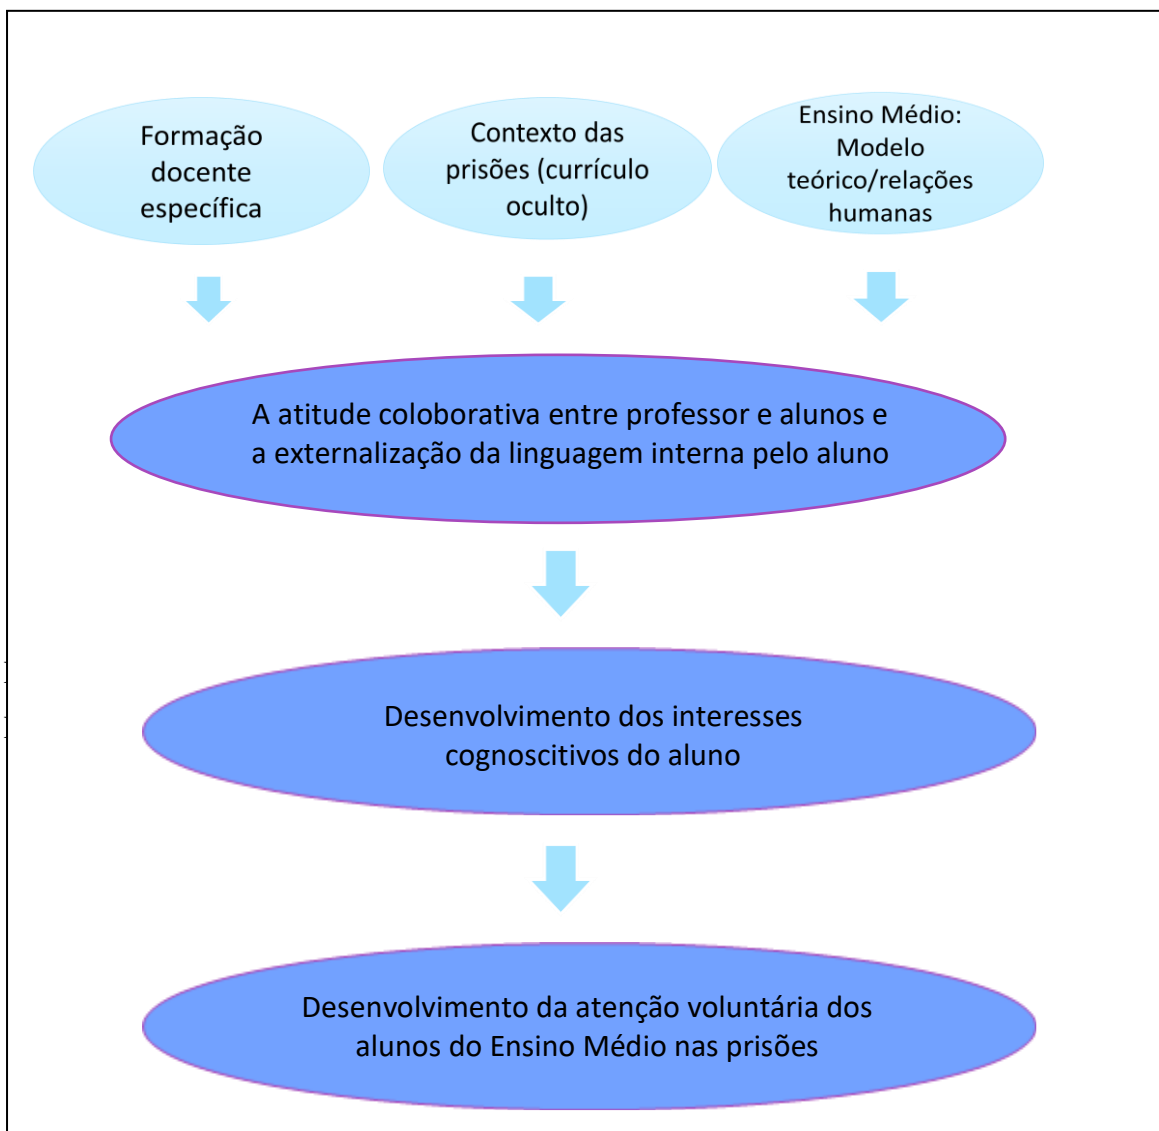 Formação
docente
específica
Contexto das
prisões (currículo
oculto)
Ensino Médio:
Modelo
teórico/relações
humanas
A atitude coloborativa entre professor e alunos e
a externalização da linguagem interna pelo aluno
Desenvolvimento dos interesses
cognoscitivos do aluno
Desenvolvimento da atenção voluntária dos
alunos do Ensino Médio nas prisões